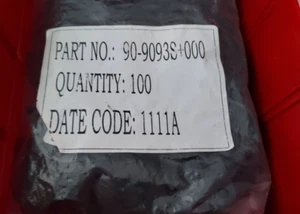 PART NO.: 90-9093S+000
QUANTITY: 100
DATE CODE: 1111A